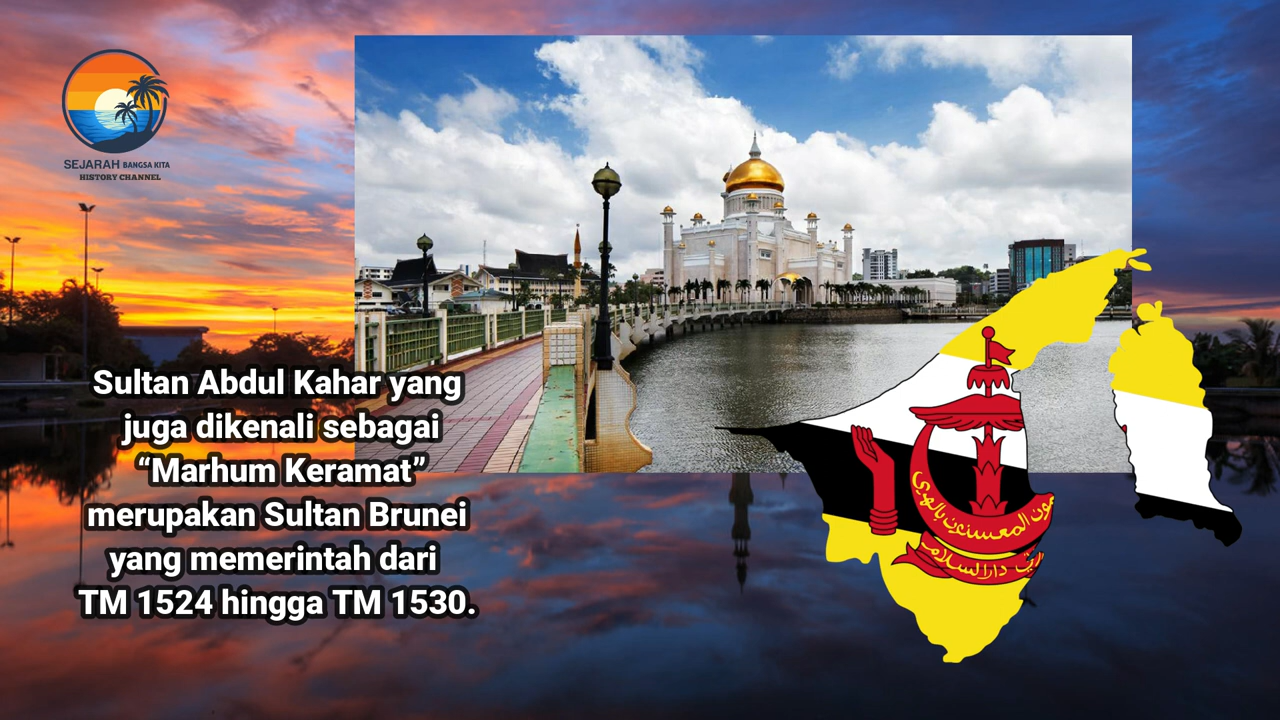 SEJARAH BANGSA KITA
HISTORY CHANNEL
Sultan Abdul Kahar yang
juga dikenali sebagai
“Marhum Keramat”
merupakan Sultan Brunei
yang memerintah dari
TM 1524 hingga TM 1530.